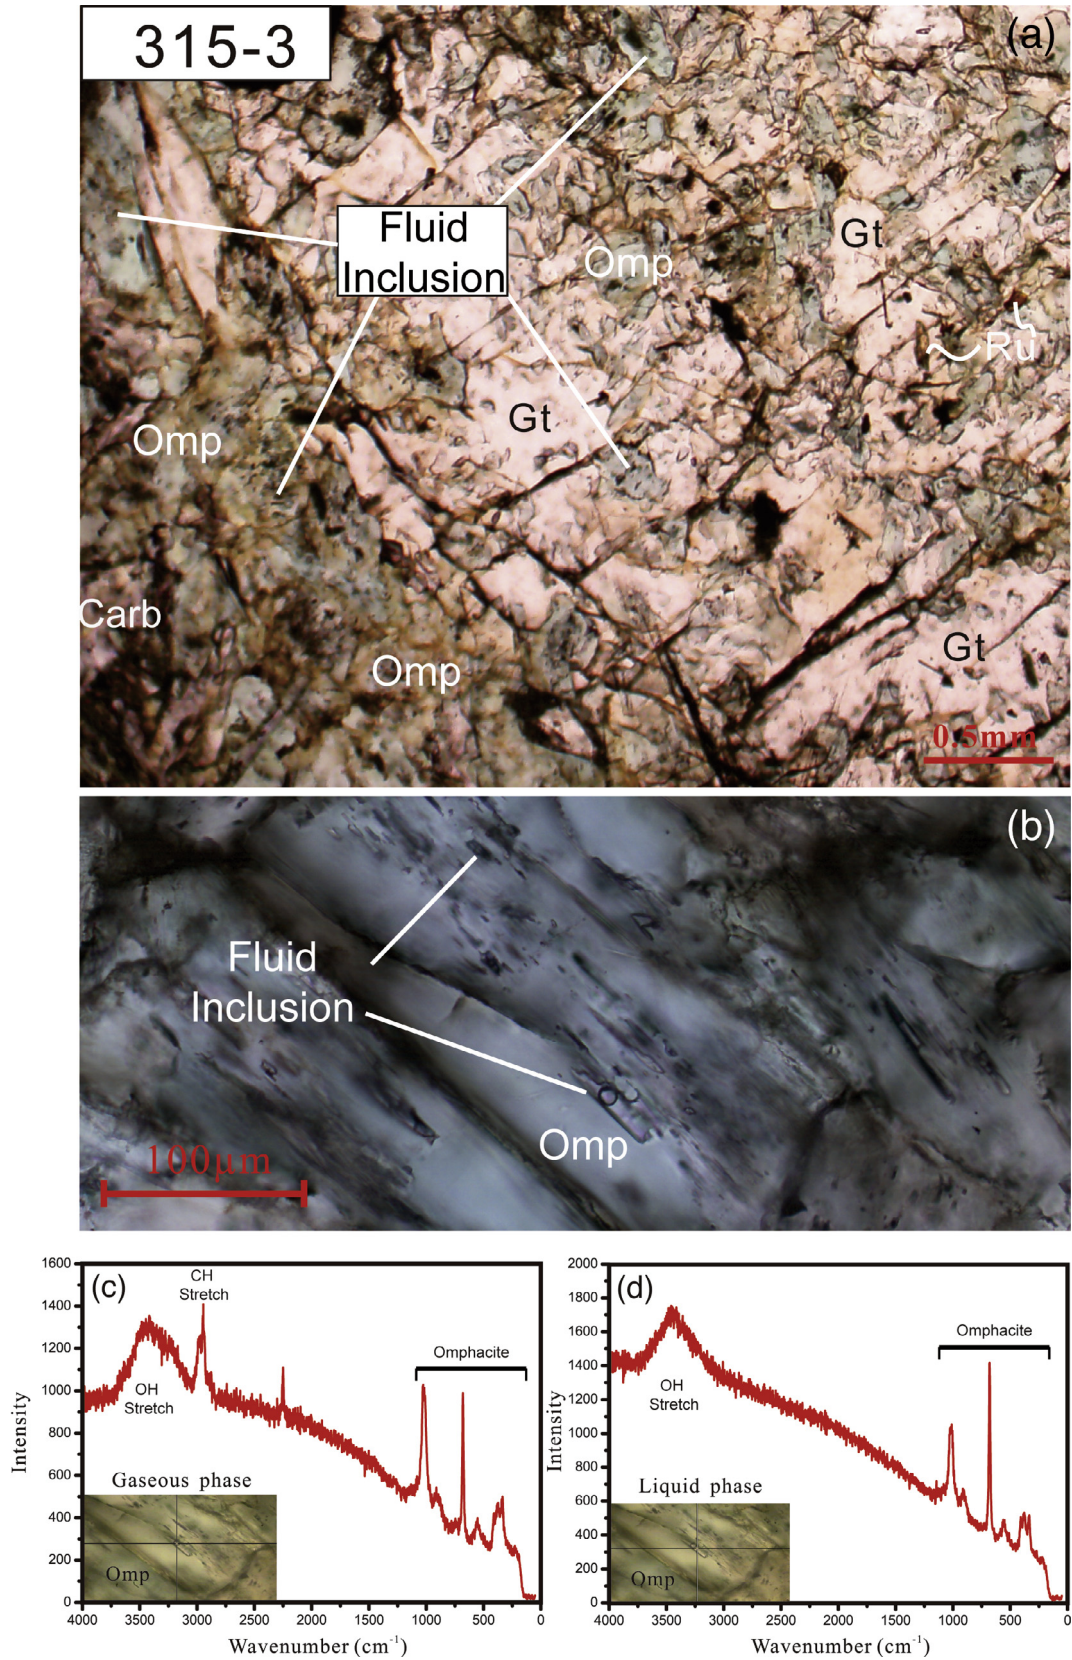 315-3
(a)
Fluid
Inclusion
Omp
Gt
Ru
Gt
Omp
Carb
Omp
Gt
0.5mm
(b)
Fluid
Inclusion
Omp
100μm
(c)
CH
Stretch
OH
Stretch
Omphacite
Gaseous phase
Omp
Intensity
1600
1400
1200
1000
800
600
400
200
0
4000 3500 3000 2500 2000 1500 1000 500 0
Wavenumber (cm-1)
(d)
OH
Stretch
Omphacite
Liquid phase
Omp
Intensity
2000
1800
1600
1400
1200
1000
800
600
400
200
0
4000 3500 3000 2500 2000 1500 1000 500 0
Wavenumber (cm-1)